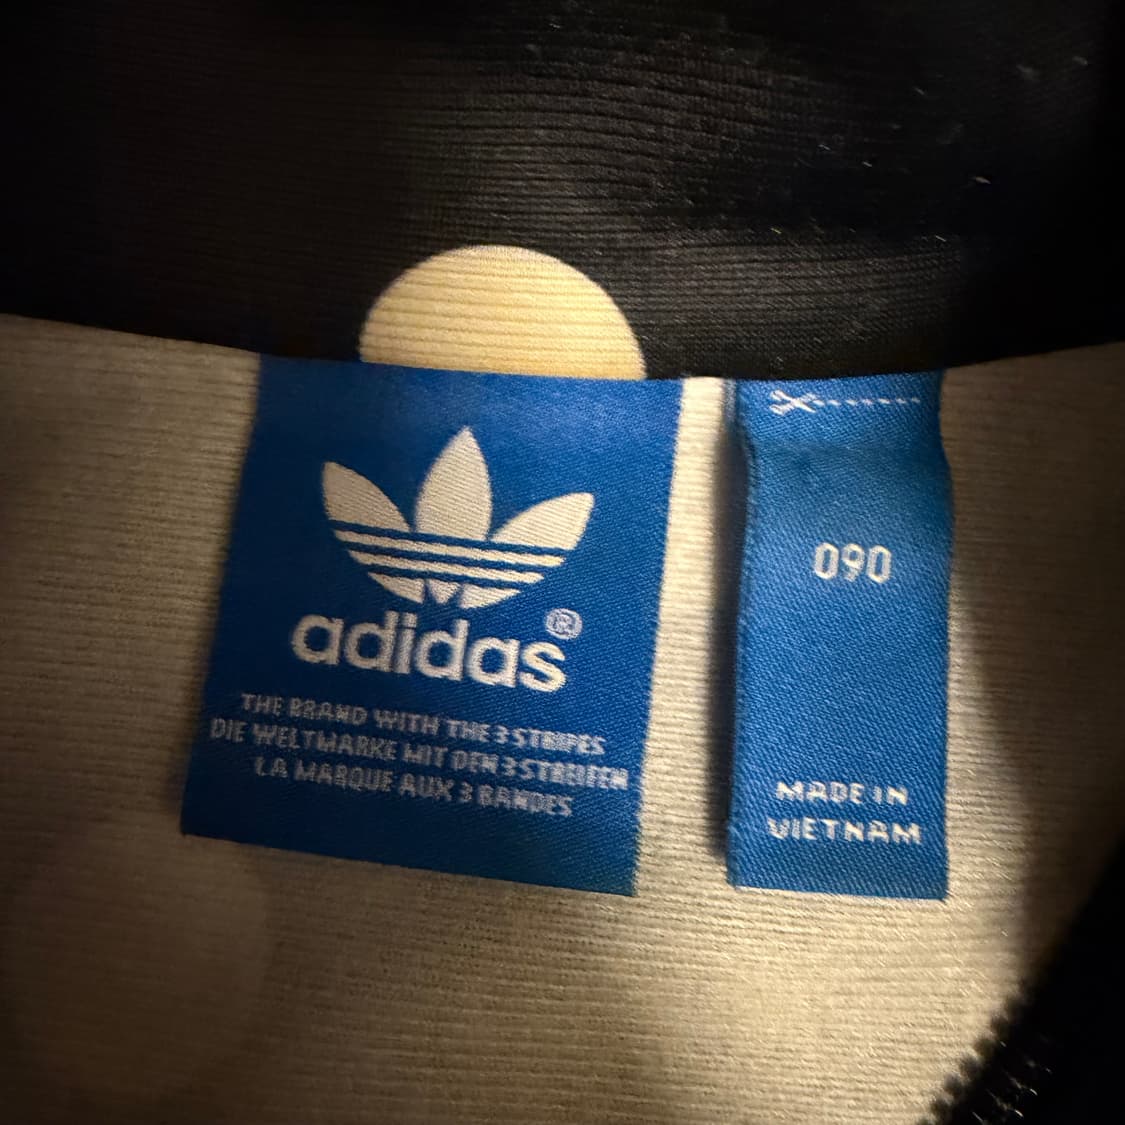 adidas®
THE BRAND WITH THE 3 STRIPES
DIE WELTMARKE MIT DEN 3 STREIFEN
LA MARQUE AUX 3 BANDES
090
MADE IN
VIETNAM